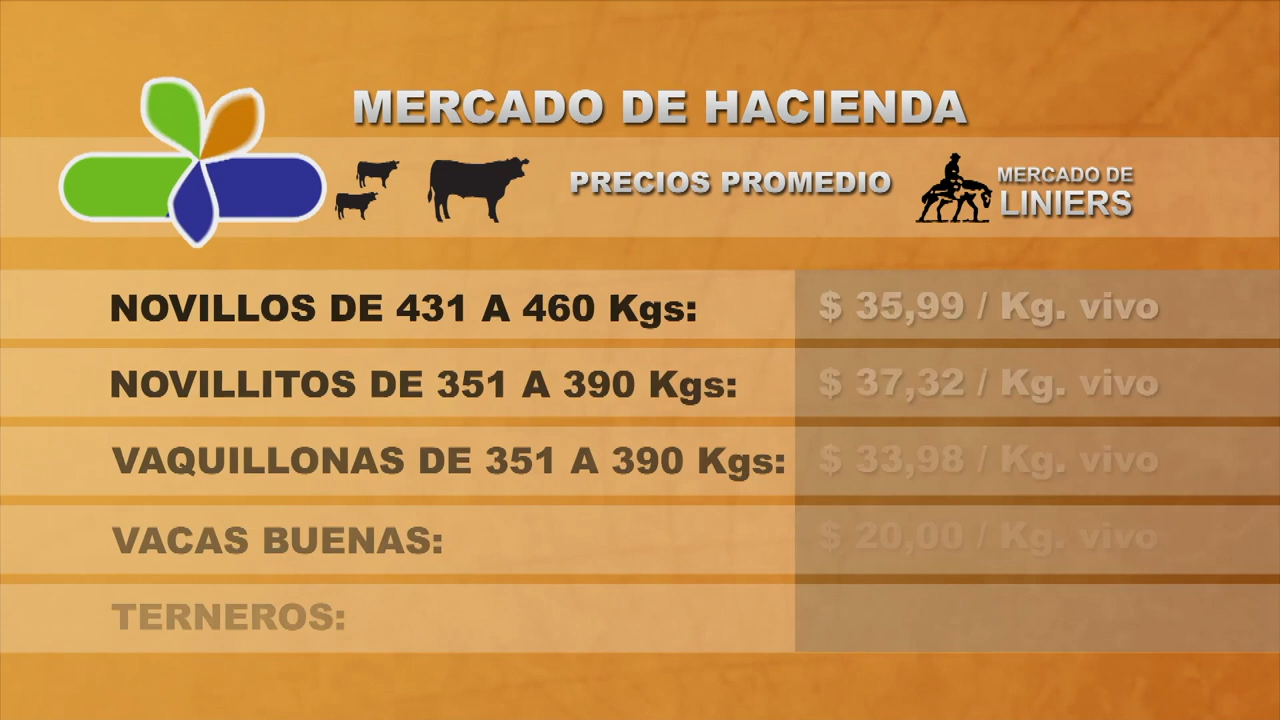 MERCADO DE HACIENDA
PRECIOS PROMEDIO
MERCADO DE
LINIERS
NOVILLOS DE 431 A 460 Kgs: $ 35,99 / Kg. vivo
NOVILLITOS DE 351 A 390 Kgs: $ 37,32 / Kg. vivo
VAQUILLONAS DE 351 A 390 Kgs: $ 33,98 / Kg. vivo
VACAS BUENAS: $ 20,00 / Kg. vivo
TERNEROS: